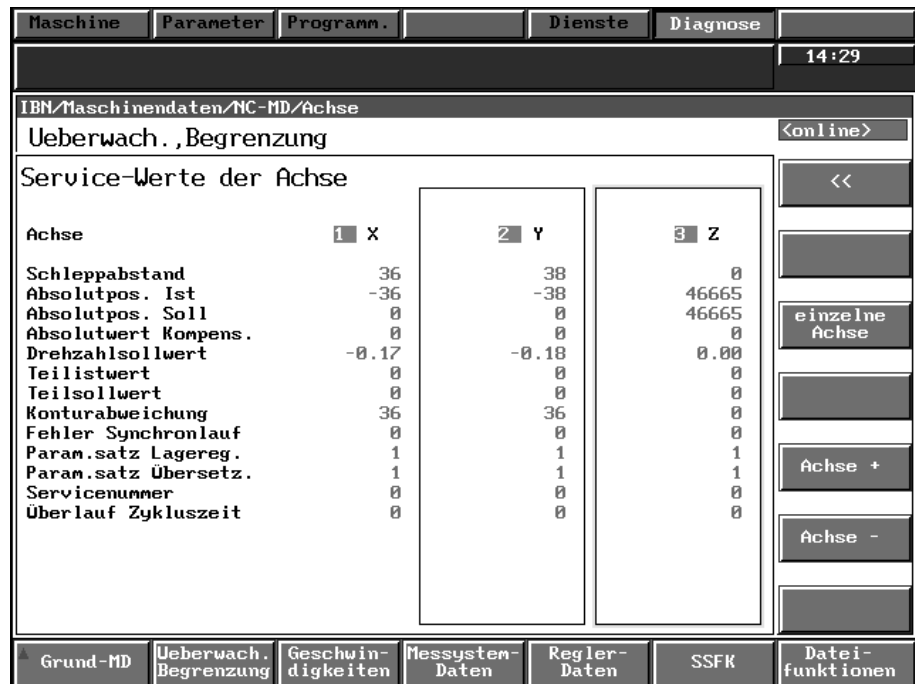 Maschine Parameter Programm. Dienste Diagnose
14:29
IBN/Maschinendaten/NC-MD/Achse
Ueberwach.,Begrenzung
<online>
Service-Werte der Achse
<<
Achse 1 X 2 Y 3 Z
Schleppabstand 36 38 0
Absolutpos. Ist -36 -38 46665
Absolutpos. Soll 0 0 46665
Absolutwert Kompens. 0 0 0
Drehzahlsollwert -0.17 -0.18 0.00
Teilistwert 0 0 0
Teilsollwert 0 0 0
Konturabweichung 36 36 0
Fehler Synchronlauf 0 0 0
Param.satz Lagereg. 1 1 1
Param.satz Übersetz. 1 1 1
Servicenummer 0 0 0
Überlauf Zykluszeit 0 0 0
einzelne
Achse
Achse +
Achse -
Grund-MD
Ueberwach.
Begrenzung
Geschwin-
digkeiten
Messystem-
Daten
Regler-
Daten
SSFK
Datei-
funktionen